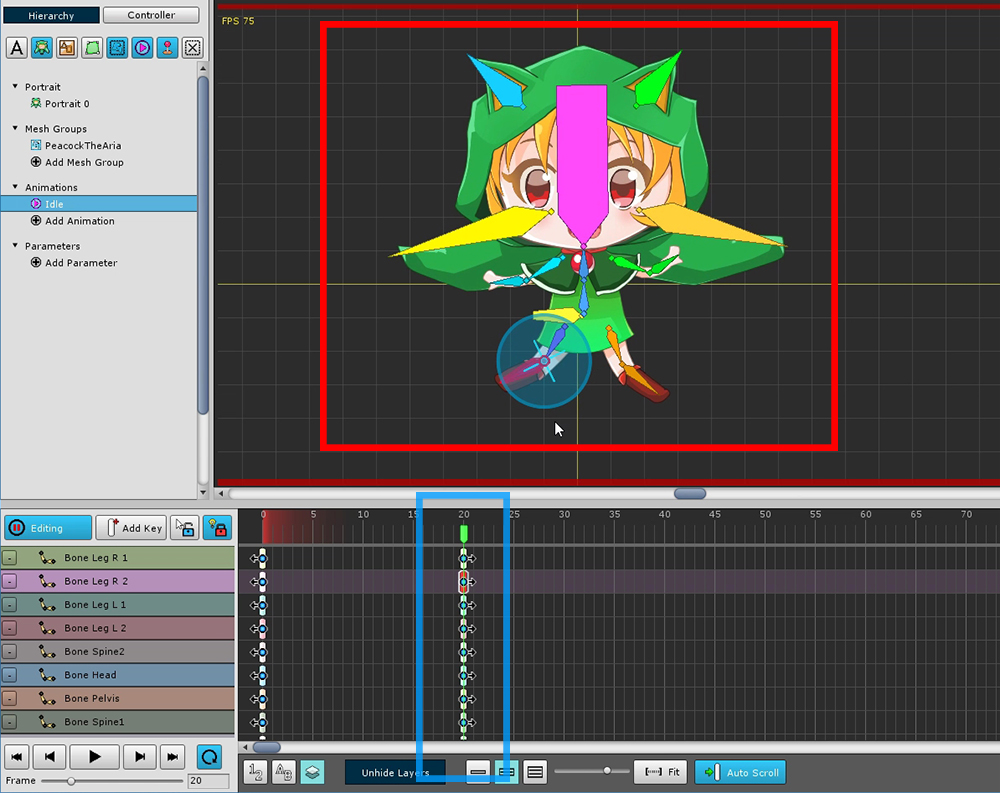 Hierarchy Controller
FPS 75
A
Portrait
Portrait 0
Mesh Groups
PeacockTheAria
Add Mesh Group
Animations
Idle
Add Animation
Parameters
Add Parameter
Editing Add Key
0 5 10 15 20 25 30 35 40 45 50 55 60 65 70
Bone Leg R 1
Bone Leg R 2
Bone Leg L 1
Bone Leg L 2
Bone Spine2
Bone Head
Bone Pelvis
Bone Spine1
Frame 20
Unhide Layers Fit Auto Scroll